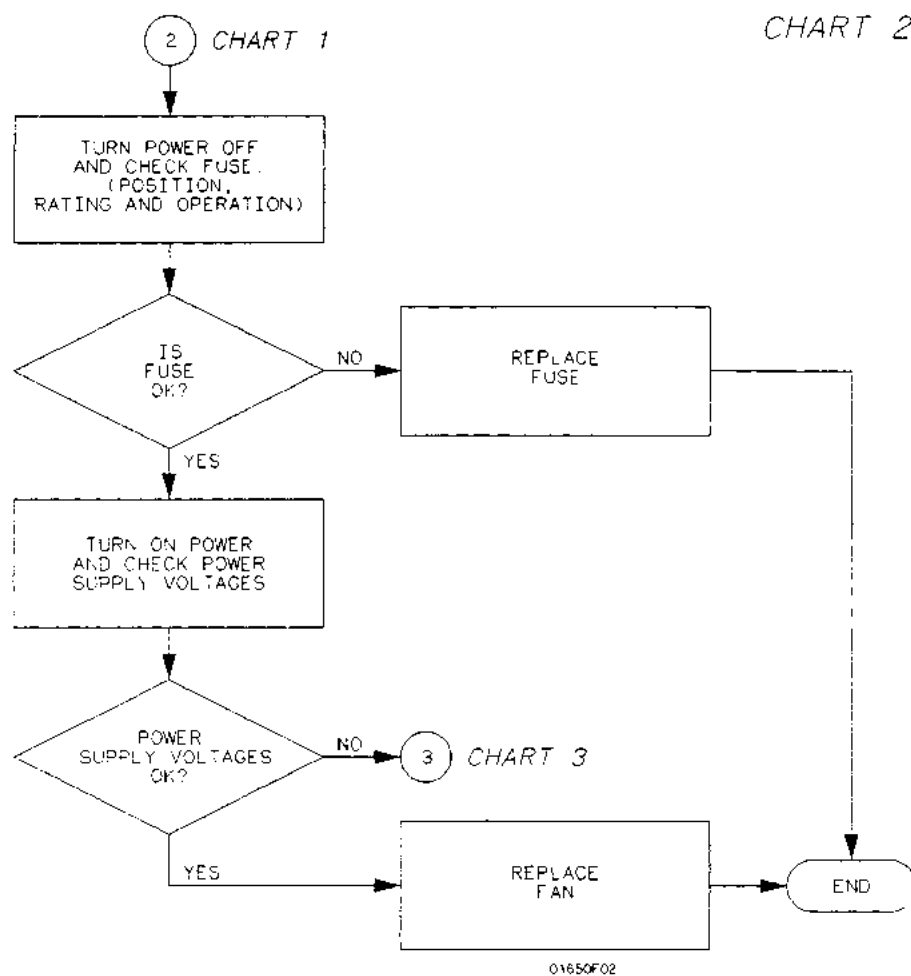 CHART 2
2 CHART 1
TURN POWER OFF
AND CHECK FUSE.
(POSITION,
RATING AND OPERATION)
IS
FUSE
OK?
NO
REPLACE
FUSE
YES
TURN ON POWER
AND CHECK POWER
SUPPLY VOLTAGES
POWER
SUPPLY VOLTAGES
OK?
NO
3 CHART 3
YES
REPLACE
FAN
END
01650F02